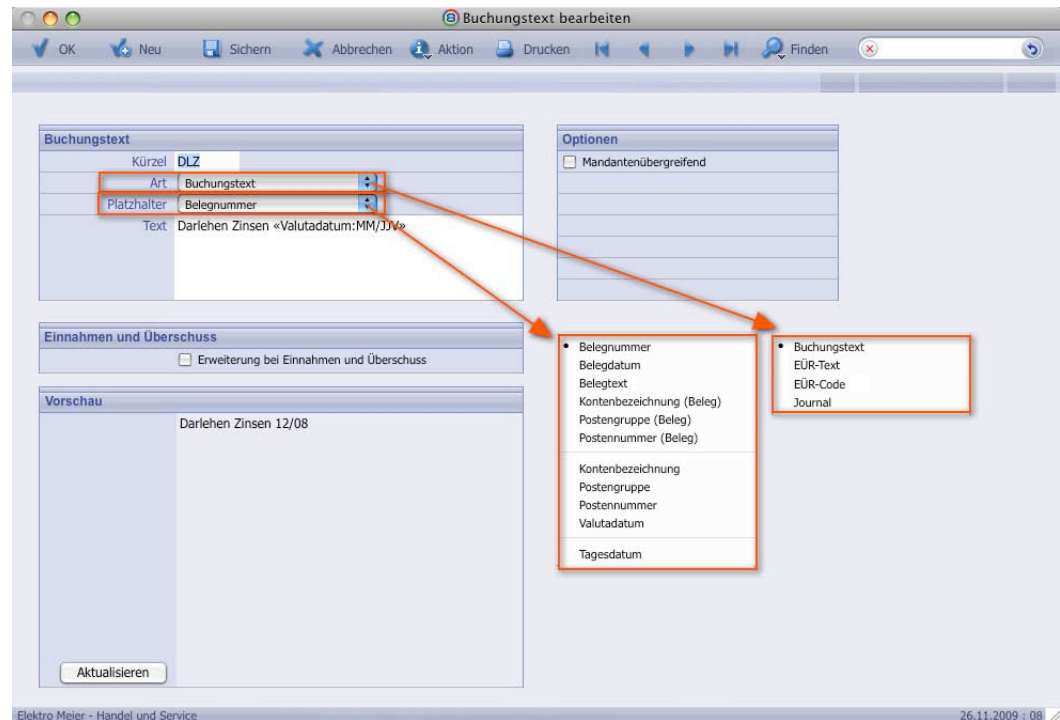 Buchungstext bearbeiten
OK Neu Sichern Abbrechen Aktion Drucken Finden
Buchungstext
Kürzel DLZ
Art Buchungstext
Platzhalter Belegnummer
Text Darlehen Zinsen «Valutadatum:MM/JJV»
Optionen
Mandantenübergreifend
Einnahmen und Überschuss
Erweiterung bei Einnahmen und Überschuss
Vorschau
Darlehen Zinsen 12/08
Aktualisieren
• Belegnummer
Belegdatum
Belegtext
Kontenbezeichnung (Beleg)
Postengruppe (Beleg)
Postennummer (Beleg)
Kontenbezeichnung
Postengruppe
Postennummer
Valutadatum
Tagesdatum
• Buchungstext
EÜR-Text
EÜR-Code
Journal
Elektro Meier - Handel und Service
26.11.2009 : 08